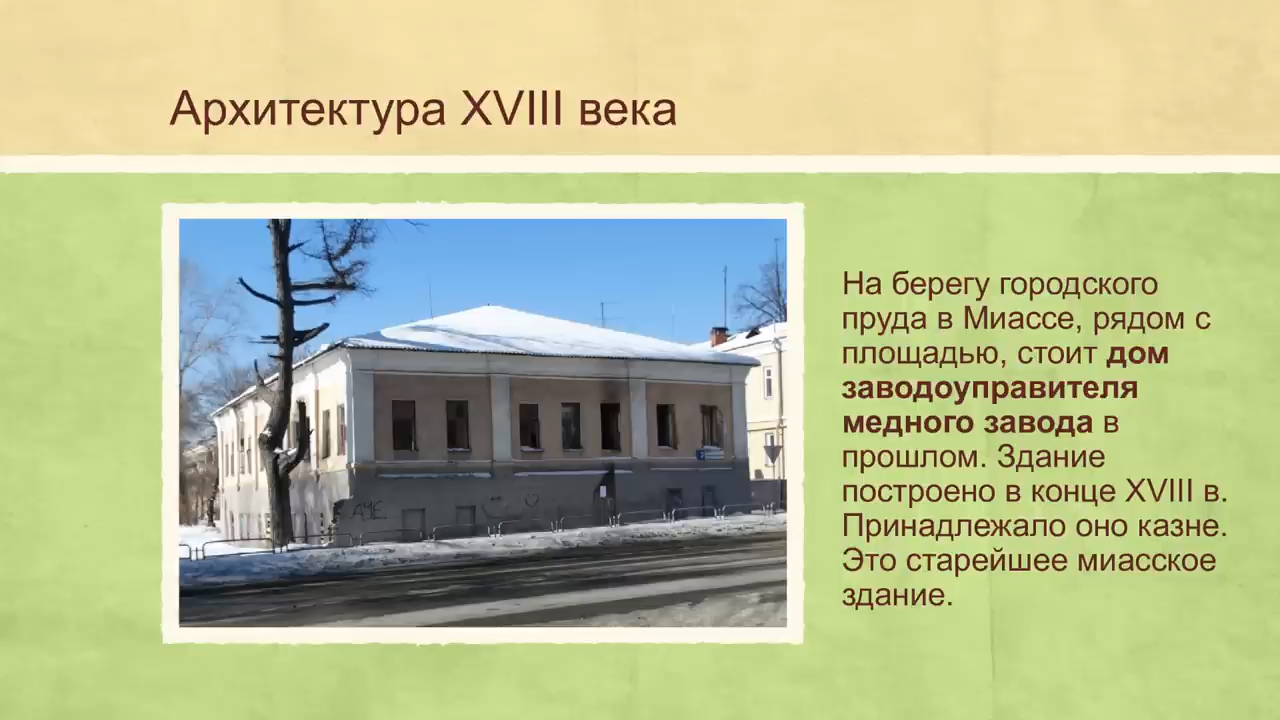 Архитектура XVIII века
На берегу городского
пруда в Миассе, рядом с
площадью, стоит дом
заводоуправителя
медного завода в
прошлом. Здание
построено в конце XVIII в.
Принадлежало оно казне.
Это старейшее миасское
здание.